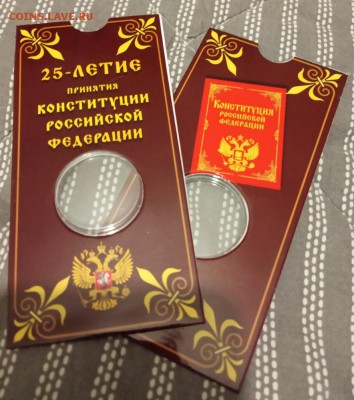 COINS.LAVE.RU
25-ЛЕТИЕ
ПРИНЯТИЯ
КОНСТИТУЦИИ
РОССИЙСКОЙ
ФЕДЕРАЦИИ
КОНСТИТУЦИЯ
РОССИЙСКОЙ
ФЕДЕРАЦИИ